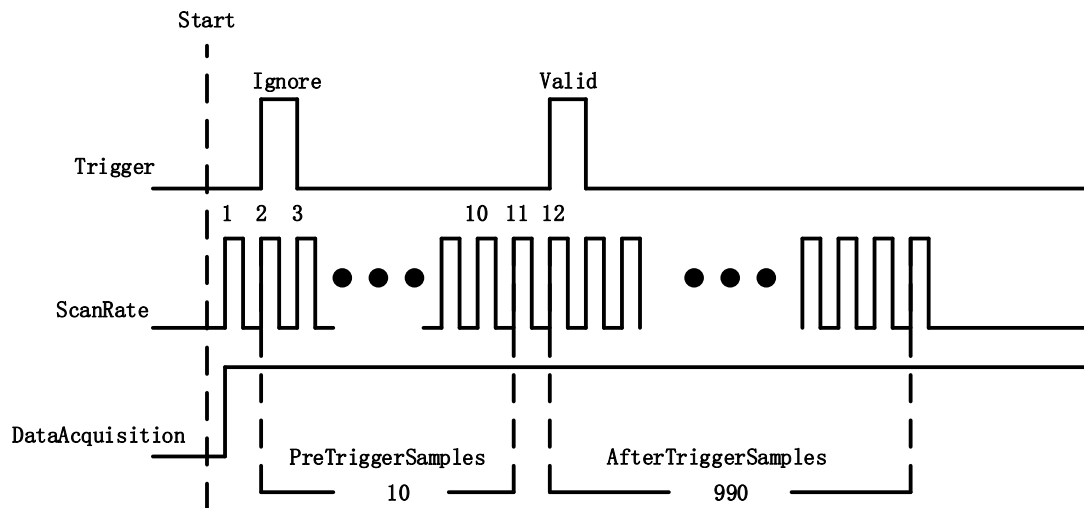 Start
Ignore
Valid
Trigger
1 2 3 10 11 12
ScanRate
DataAcquisition
PreTriggerSamples
10
AfterTriggerSamples
990